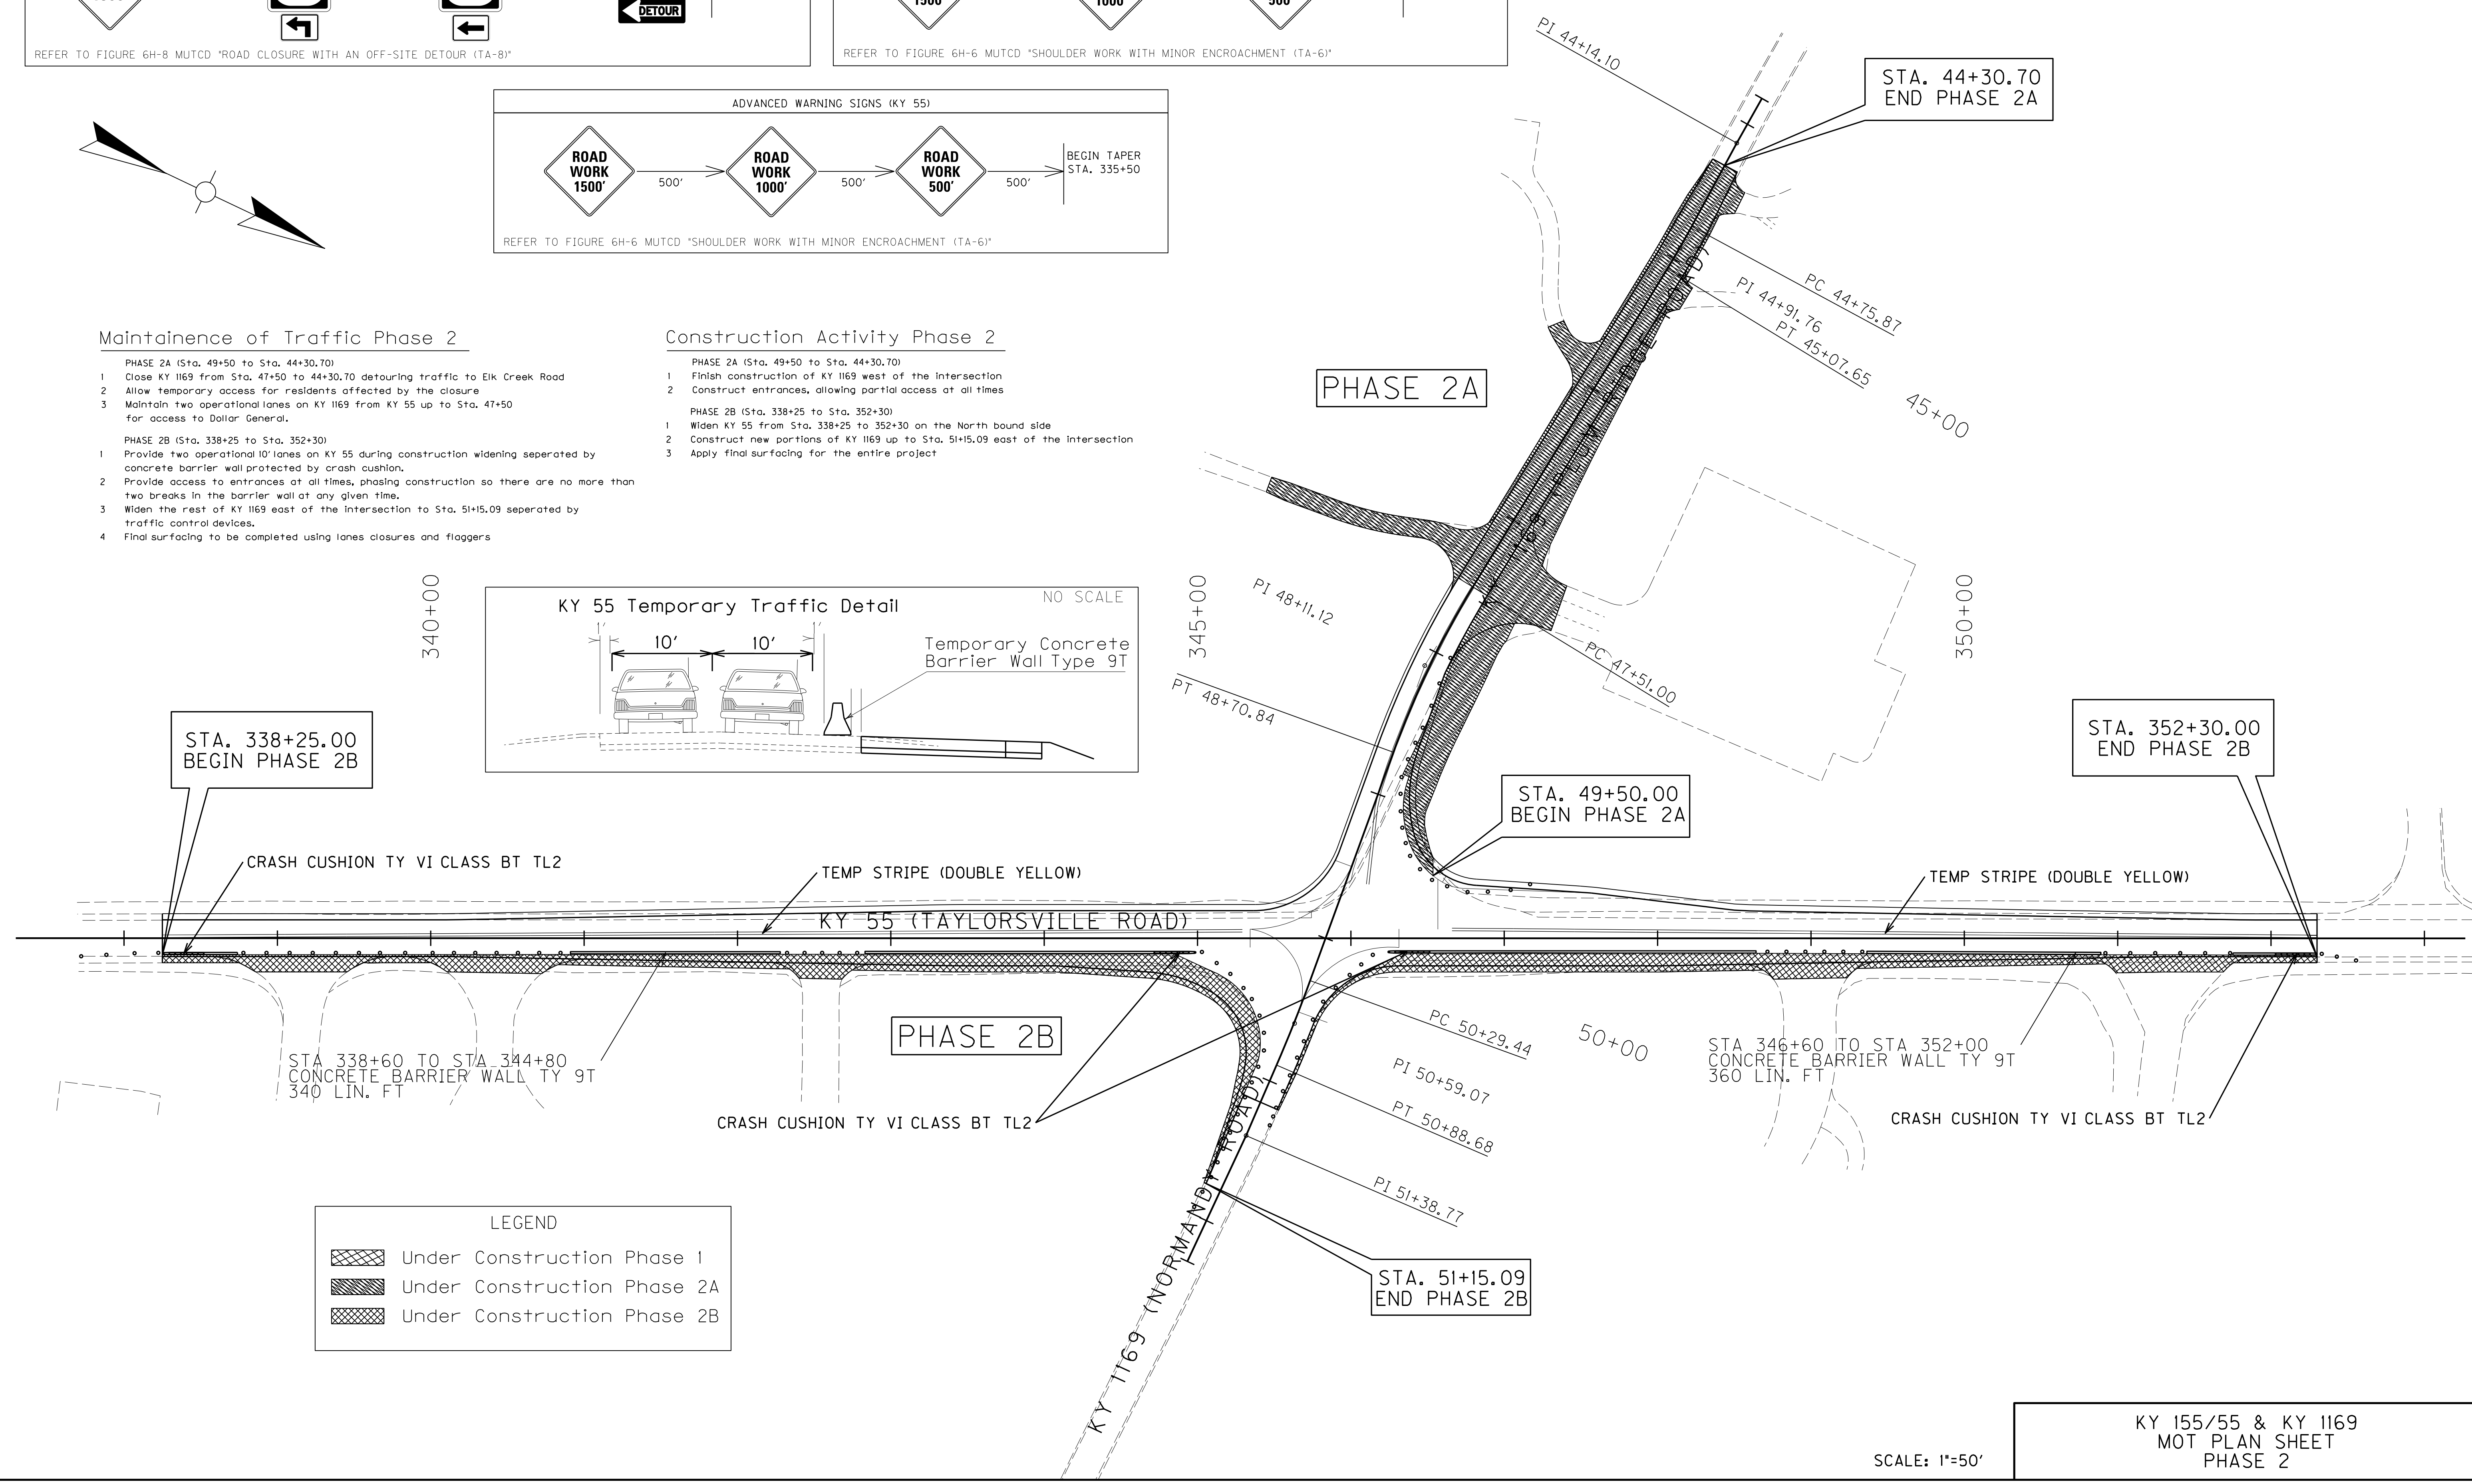 DETOUR
1500'
1000'
500'
REFER TO FIGURE 6H-8 MUTCD "ROAD CLOSURE WITH AN OFF-SITE DETOUR (TA-8)"
REFER TO FIGURE 6H-6 MUTCD "SHOULDER WORK WITH MINOR ENCROACHMENT (TA-6)"
PI 44+14.10
STA. 44+30.70
END PHASE 2A
ADVANCED WARNING SIGNS (KY 55)
ROAD
WORK
1500'
500'
ROAD
WORK
1000'
500'
ROAD
WORK
500'
500'
BEGIN TAPER
STA. 335+50
REFER TO FIGURE 6H-6 MUTCD "SHOULDER WORK WITH MINOR ENCROACHMENT (TA-6)"
Maintainence of Traffic Phase 2
PHASE 2A (Sta. 49+50 to Sta. 44+30.70)
1 Close KY 1169 from Sta. 47+50 to 44+30.70 detouring traffic to Elk Creek Road
2 Allow temporary access for residents affected by the closure
3 Maintain two operational lanes on KY 1169 from KY 55 up to Sta. 47+50
for access to Dollar General.
PHASE 2B (Sta. 338+25 to Sta. 352+30)
1 Provide two operational 10' lanes on KY 55 during construction widening seperated by
concrete barrier wall protected by crash cushion.
2 Provide access to entrances at all times, phasing construction so there are no more than
two breaks in the barrier wall at any given time.
3 Widen the rest of KY 1169 east of the intersection to Sta. 51+15.09 seperated by
traffic control devices.
4 Final surfacing to be completed using lanes closures and flaggers
Construction Activity Phase 2
PHASE 2A (Sta. 49+50 to Sta. 44+30.70)
1 Finish construction of KY 1169 west of the intersection
2 Construct entrances, allowing partial access at all times
PHASE 2B (Sta. 338+25 to Sta. 352+30)
1 Widen KY 55 from Sta. 338+25 to 352+30 on the North bound side
2 Construct new portions of KY 1169 up to Sta. 51+15.09 east of the intersection
3 Apply final surfacing for the entire project
PHASE 2A
PC 44+75.87
PI 44+91.76
PT 45+07.65
45+00
KY 1169
ROAD)
340+00
345+00
350+00
KY 55 Temporary Traffic Detail
NO SCALE
10'
10'
Temporary Concrete
Barrier Wall Type 9T
PI 48+11.12
PT 48+70.84
PC 47+51.00
STA. 338+25.00
BEGIN PHASE 2B
STA. 352+30.00
END PHASE 2B
STA. 49+50.00
BEGIN PHASE 2A
CRASH CUSHION TY VI CLASS BT TL2
TEMP STRIPE (DOUBLE YELLOW)
TEMP STRIPE (DOUBLE YELLOW)
KY 55 (TAYLORSVILLE ROAD)
PHASE 2B
STA 338+60 TO STA 344+80
CONCRETE BARRIER WALL TY 9T
340 LIN. FT
CRASH CUSHION TY VI CLASS BT TL2
PC 50+29.44
50+00
PI 50+59.07
PT 50+88.68
PI 51+38.77
STA 346+60 TO STA 352+00
CONCRETE BARRIER WALL TY 9T
360 LIN. FT
CRASH CUSHION TY VI CLASS BT TL2
KY 1169 (NORMANDY ROAD)
STA. 51+15.09
END PHASE 2B
LEGEND
Under Construction Phase 1
Under Construction Phase 2A
Under Construction Phase 2B
SCALE: 1"=50'
KY 155/55 & KY 1169
MOT PLAN SHEET
PHASE 2